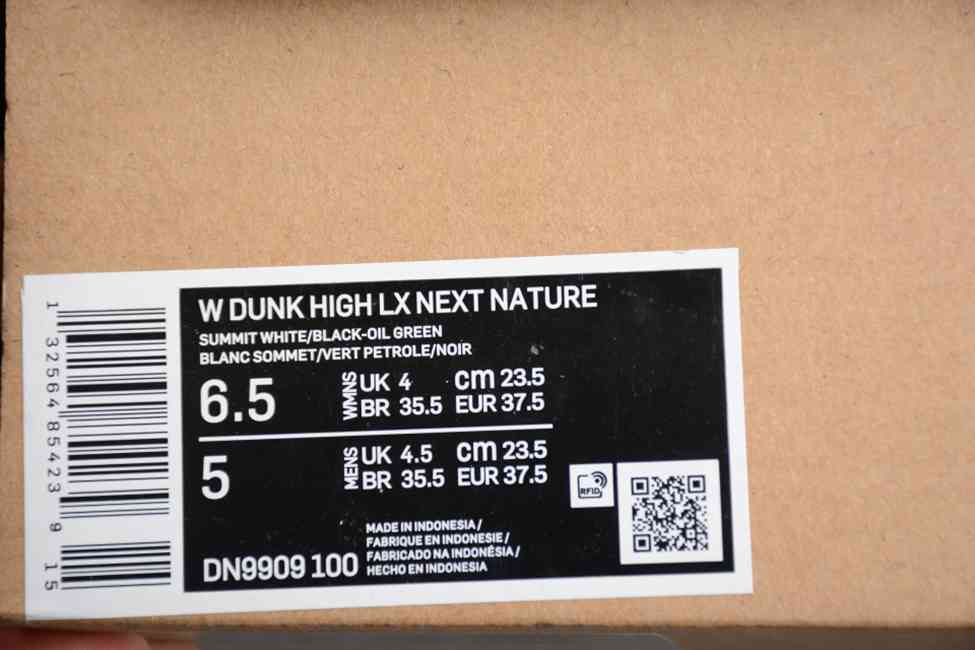 1 32564 85423 9 15
W DUNK HIGH LX NEXT NATURE
SUMMIT WHITE/BLACK-OIL GREEN
BLANC SOMMET/VERT PETROLE/NOIR
6.5 WMNS UK 4 cm 23.5
BR 35.5 EUR 37.5
5 MENS UK 4.5 cm 23.5
BR 35.5 EUR 37.5
RFID
MADE IN INDONESIA/
FABRIQUE EN INDONESIE/
FABRICADO NA INDONÉSIA/
HECHO EN INDONESIA
DN9909 100